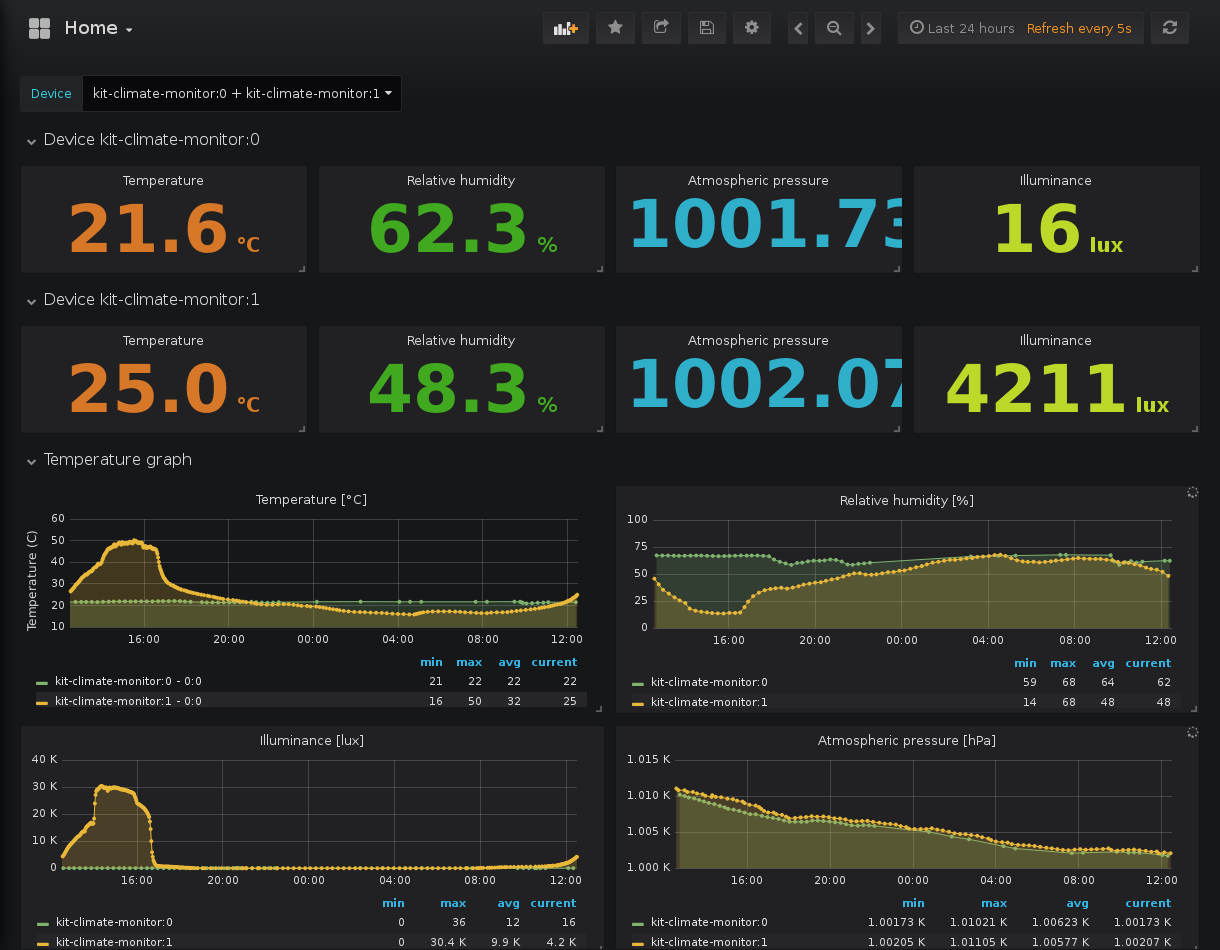 Home
Last 24 hours Refresh every 5s
Device kit-climate-monitor:0 + kit-climate-monitor:1
Device kit-climate-monitor:0
Temperature Relative humidity Atmospheric pressure Illuminance
21.6 °C 62.3 % 1001.73 16 lux
Device kit-climate-monitor:1
Temperature Relative humidity Atmospheric pressure Illuminance
25.0 °C 48.3 % 1002.07 4211 lux
Temperature graph
Temperature [°C]
Temperature (C)
60
50
40
30
20
10
16:00 20:00 00:00 04:00 08:00 12:00
min max avg current
kit-climate-monitor:0 - 0:0 21 22 22 22
kit-climate-monitor:1 - 0:0 16 50 32 25
Relative humidity [%]
100
75
50
25
0
16:00 20:00 00:00 04:00 08:00 12:00
min max avg current
kit-climate-monitor:0 59 68 64 62
kit-climate-monitor:1 14 68 48 48
Illuminance [lux]
40 K
30 K
20 K
10 K
0
16:00 20:00 00:00 04:00 08:00 12:00
min max avg current
kit-climate-monitor:0 0 36 12 16
kit-climate-monitor:1 0 30.4 K 9.9 K 4.2 K
Atmospheric pressure [hPa]
1.015 K
1.010 K
1.005 K
1.000 K
16:00 20:00 00:00 04:00 08:00 12:00
min max avg current
kit-climate-monitor:0 1.00173 K 1.01021 K 1.00623 K 1.00173 K
kit-climate-monitor:1 1.00205 K 1.01105 K 1.00577 K 1.00207 K